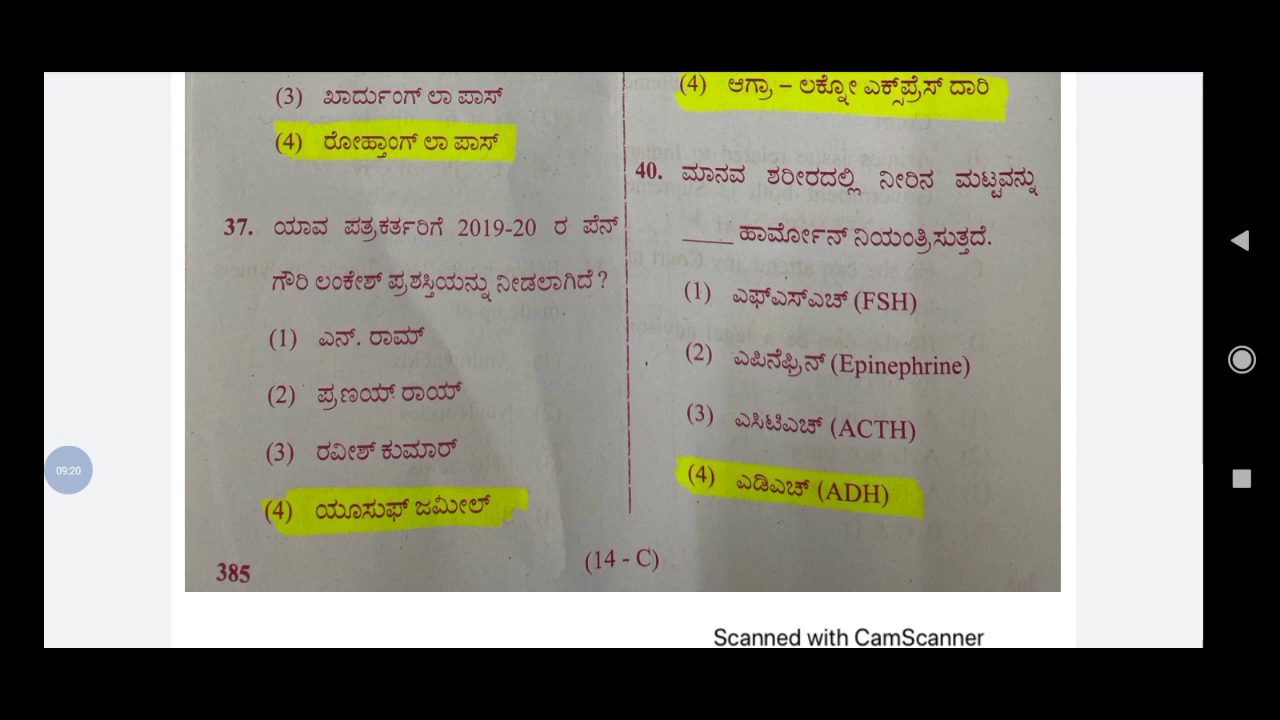 (3) ಖಾರ್ದುಂಗ್ ಲಾ ಪಾಸ್
(4) ರೋಹ್ತಾಂಗ್ ಲಾ ಪಾಸ್
37. ಯಾವ ಪತ್ರಕರ್ತರಿಗೆ 2019-20 ರ ಪೆನ್
ಗೌರಿ ಲಂಕೇಶ್ ಪ್ರಶಸ್ತಿಯನ್ನು ನೀಡಲಾಗಿದೆ ?
(1) ಎನ್. ರಾಮ್
(2) ಪ್ರಣಯ್ ರಾಯ್
(3) ರವೀಶ್ ಕುಮಾರ್
(4) ಯೂಸುಫ್ ಜಮೀಲ್
(4) ಆಗ್ರಾ – ಲಕ್ನೋ ಎಕ್ಸ್‌ಪ್ರೆಸ್ ದಾರಿ
40. ಮಾನವ ಶರೀರದಲ್ಲಿ ನೀರಿನ ಮಟ್ಟವನ್ನು
____ ಹಾರ್ಮೋನ್ ನಿಯಂತ್ರಿಸುತ್ತದೆ.
(1) ಎಫ್‌ಎಸ್‌ಎಚ್ (FSH)
(2) ಎಪಿನೆಫ್ರಿನ್ (Epinephrine)
(3) ಎಸಿಟಿಎಚ್ (ACTH)
(4) ಎಡಿಎಚ್ (ADH)
385
(14 - C)
Scanned with CamScanner
09:20